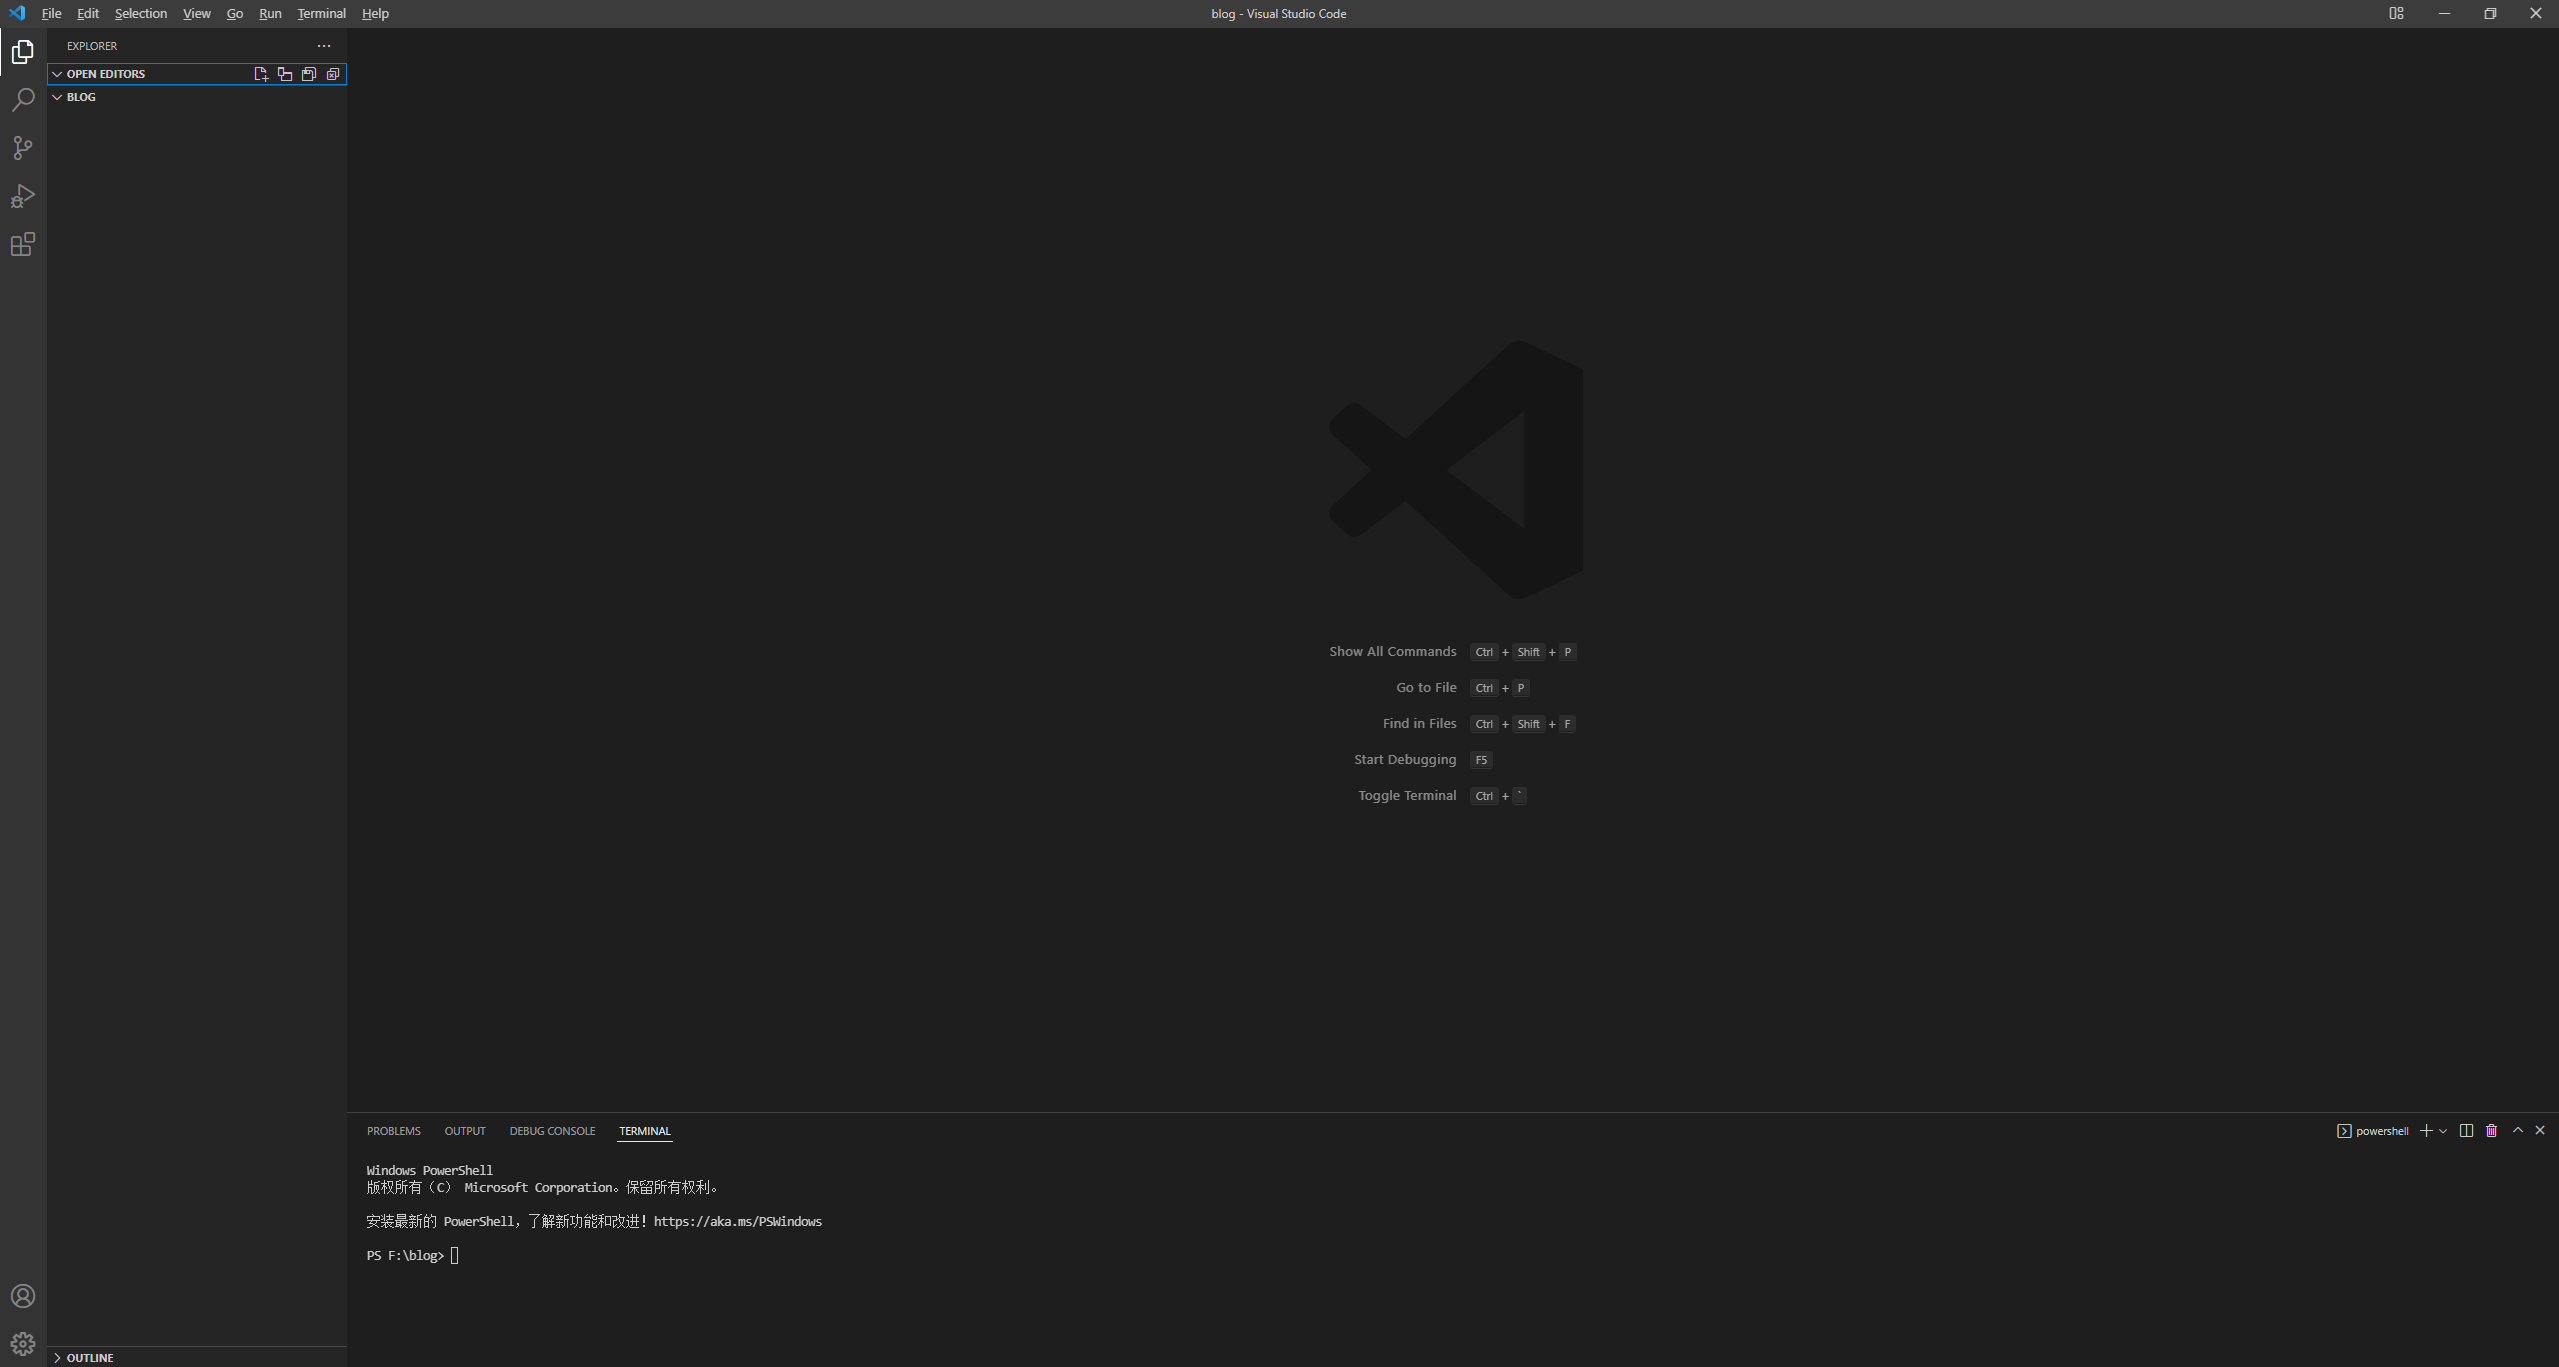 File Edit Selection View Go Run Terminal Help
blog - Visual Studio Code
EXPLORER
OPEN EDITORS
BLOG
Show All Commands Ctrl + Shift + P
Go to File Ctrl + P
Find in Files Ctrl + Shift + F
Start Debugging F5
Toggle Terminal Ctrl + `
PROBLEMS OUTPUT DEBUG CONSOLE TERMINAL
powershell
Windows PowerShell
版权所有（C） Microsoft Corporation。保留所有权利。
安装最新的 PowerShell，了解新功能和改进！https://aka.ms/PSWindows
PS F:\blog>
OUTLINE